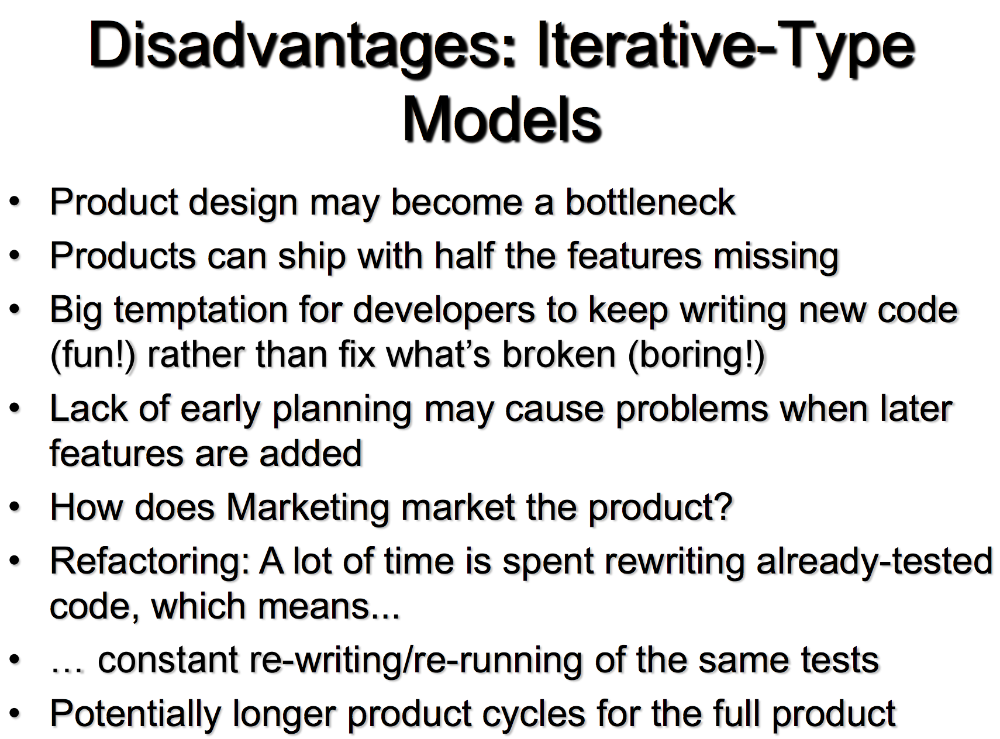 Disadvantages: Iterative-Type
Models
• Product design may become a bottleneck
• Products can ship with half the features missing
• Big temptation for developers to keep writing new code
(fun!) rather than fix what’s broken (boring!)
• Lack of early planning may cause problems when later
features are added
• How does Marketing market the product?
• Refactoring: A lot of time is spent rewriting already-tested
code, which means...
• … constant re-writing/re-running of the same tests
• Potentially longer product cycles for the full product